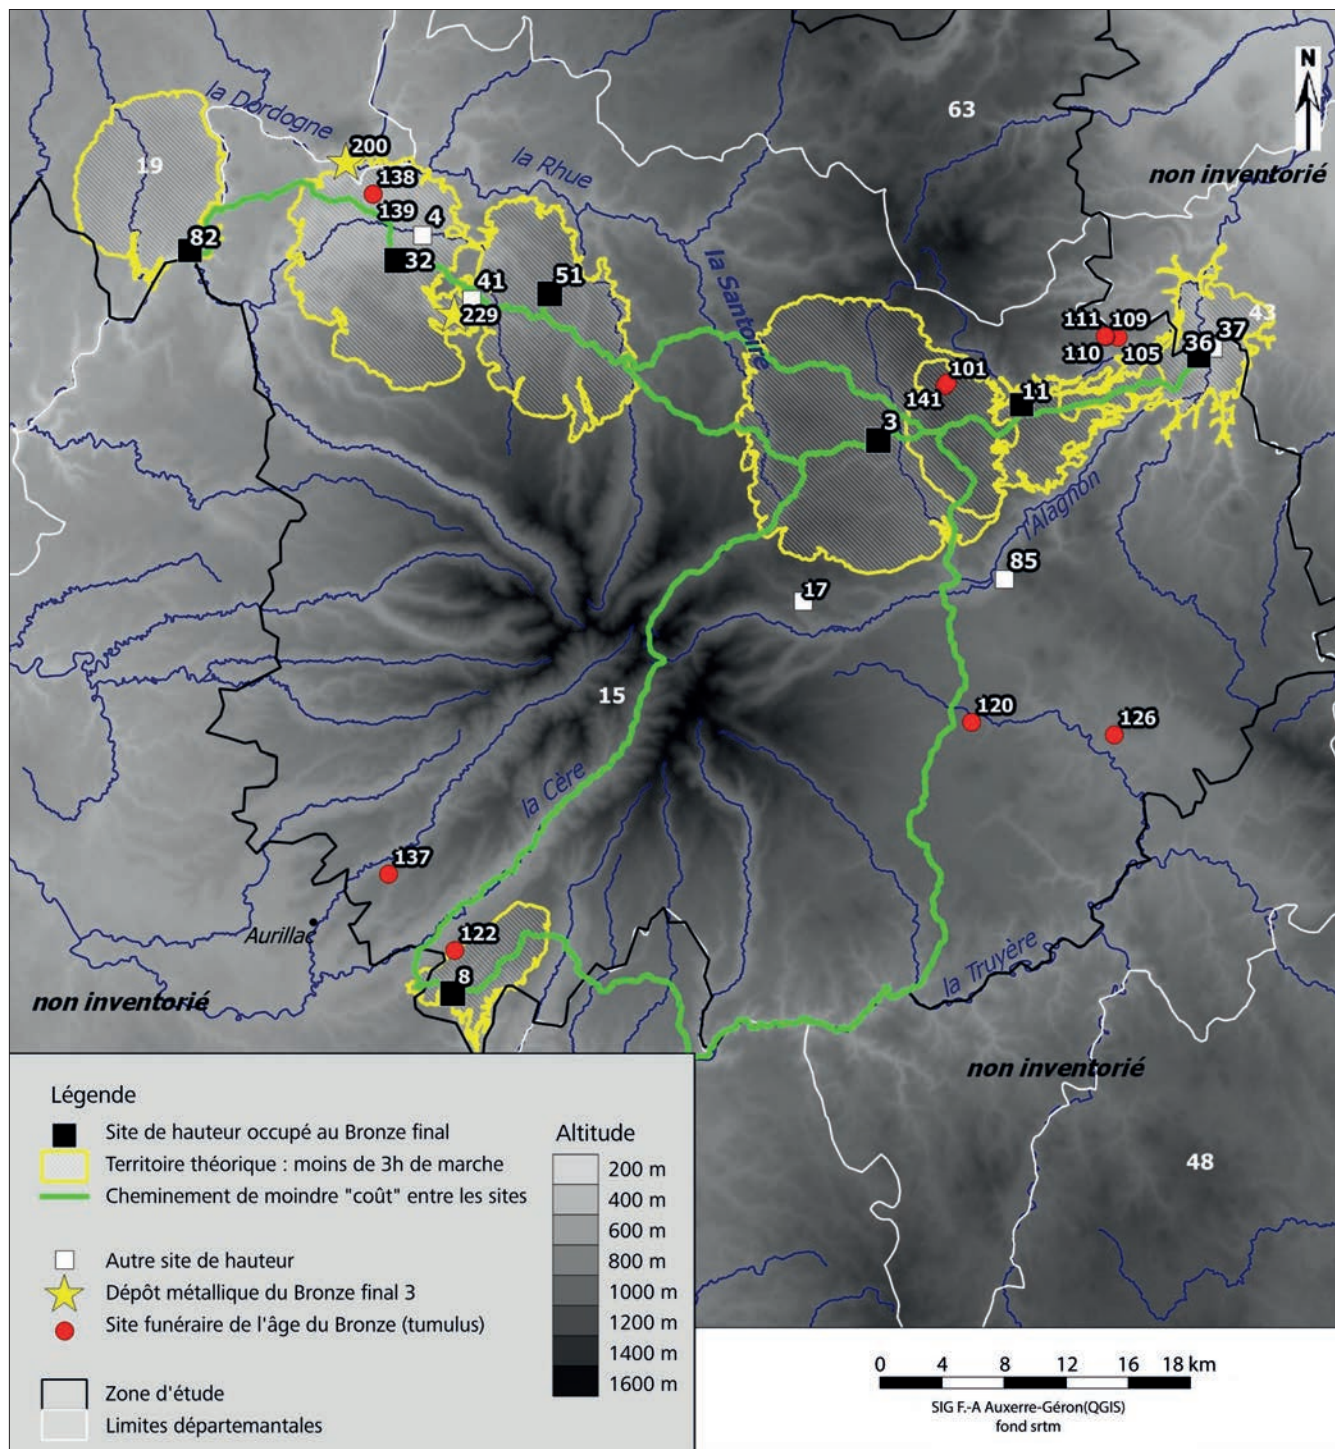 N
63
la Dordogne
200
19
la Rhue
non inventorié
138
139
4
82
32
41
51
229
la Santoire
43
111
109
110
105
36
37
101
141
11
3
l'Alagnon
85
17
15
120
126
la Cère
137
Aurillac
122
8
la Truyère
non inventorié
non inventorié
48
Légende
Site de hauteur occupé au Bronze final
Territoire théorique : moins de 3h de marche
Cheminement de moindre "coût" entre les sites
Autre site de hauteur
Dépôt métallique du Bronze final 3
Site funéraire de l'âge du Bronze (tumulus)
Zone d'étude
Limites départementales
Altitude
200 m
400 m
600 m
800 m
1000 m
1200 m
1400 m
1600 m
0 4 8 12 16 18 km
SIG F.-A Auxerre-Géron(QGIS)
fond srtm